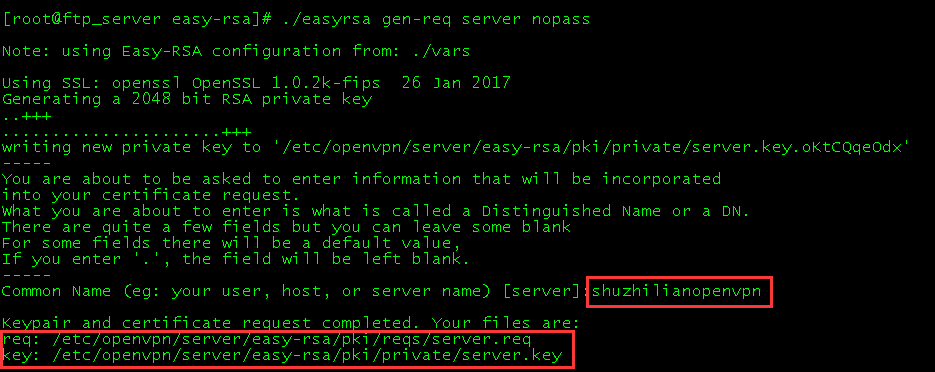 [root@ftp_server easy-rsa]# ./easyrsa gen-req server nopass
Note: using Easy-RSA configuration from: ./vars
Using SSL: openssl OpenSSL 1.0.2k-fips  26 Jan 2017
Generating a 2048 bit RSA private key
..+++
......................+++
writing new private key to '/etc/openvpn/server/easy-rsa/pki/private/server.key.oKtCQqeOdx'
-----
You are about to be asked to enter information that will be incorporated
into your certificate request.
What you are about to enter is what is called a Distinguished Name or a DN.
There are quite a few fields but you can leave some blank
For some fields there will be a default value,
If you enter '.', the field will be left blank.
-----
Common Name (eg: your user, host, or server name) [server]:shuzhilianopenvpn
Keypair and certificate request completed. Your files are:
req: /etc/openvpn/server/easy-rsa/pki/reqs/server.req
key: /etc/openvpn/server/easy-rsa/pki/private/server.key